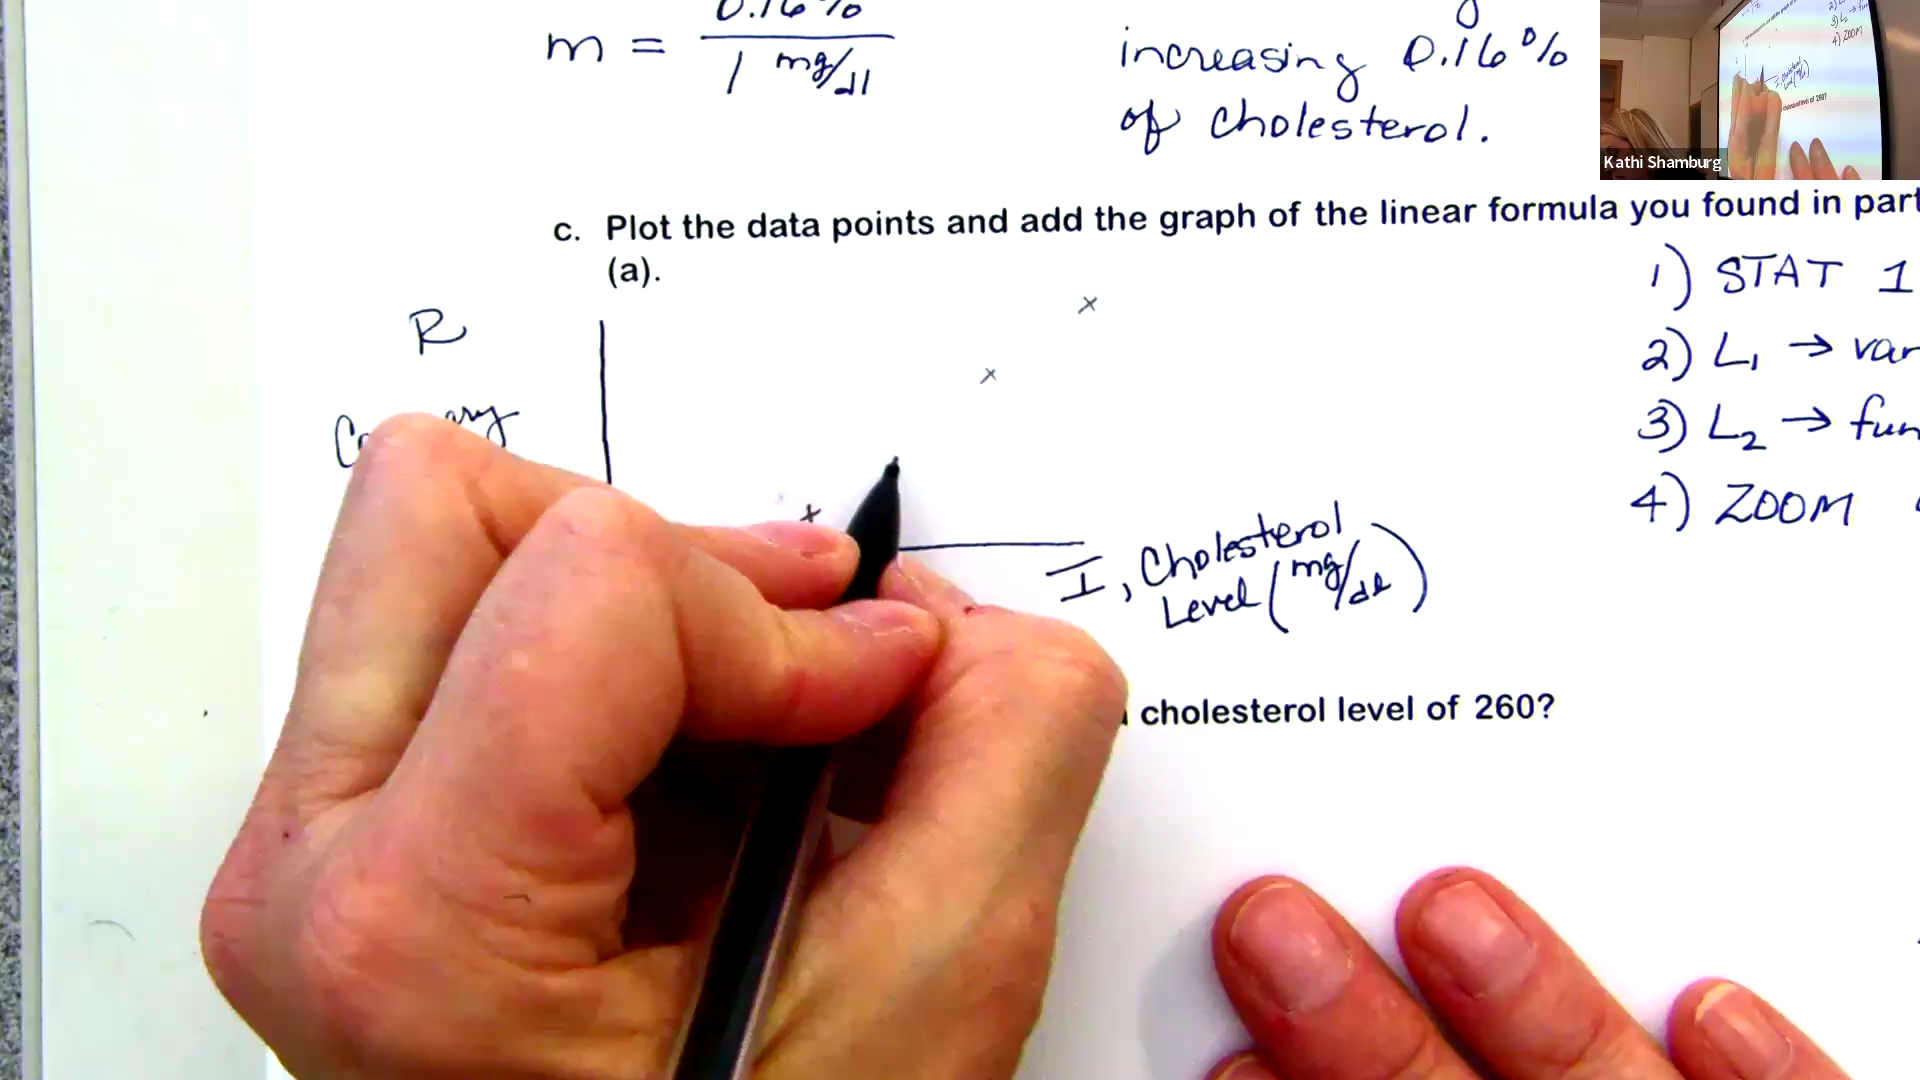 0.16%
m =
1 mg/dl
increasing 0.16%
of cholesterol.
Kathi Shamburg
c. Plot the data points and add the graph of the linear formula you found in part
(a).
R
I, Cholesterol
Level (mg/dl)
1) STAT 1
2) L1 →
3) L2 →
4) ZOOM
cholesterol level of 260?